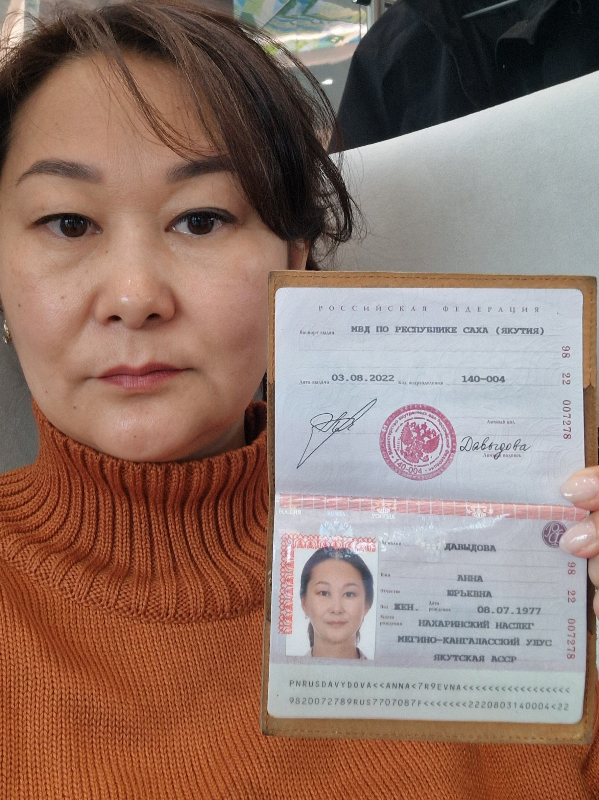 РОССИЙСКАЯ ФЕДЕРАЦИЯ
Паспорт выдан МВД ПО РЕСПУБЛИКЕ САХА (ЯКУТИЯ)
Дата выдачи 03.08.2022 Код подразделения 140-004
98 22 007278
Личный код
Давыдова
Личная подпись
140-004
ДАВЫДОВА
Имя АННА
Отчество ЮРЬЕВНА
Пол ЖЕН. Дата рождения 08.07.1977
Место рождения НАХАРИНСКИЙ НАСЛЕГ
МЕГИНО-КАНГАЛАССКИЙ УЛУС
ЯКУТСКАЯ АССР
98 22 007278
PNRUSDAVYDOVA<<ANNA<7R9EVNA<<<<<<<<<<<<<<<<<
9820072789RUS7707087F<<<<<<<2220803140004<22